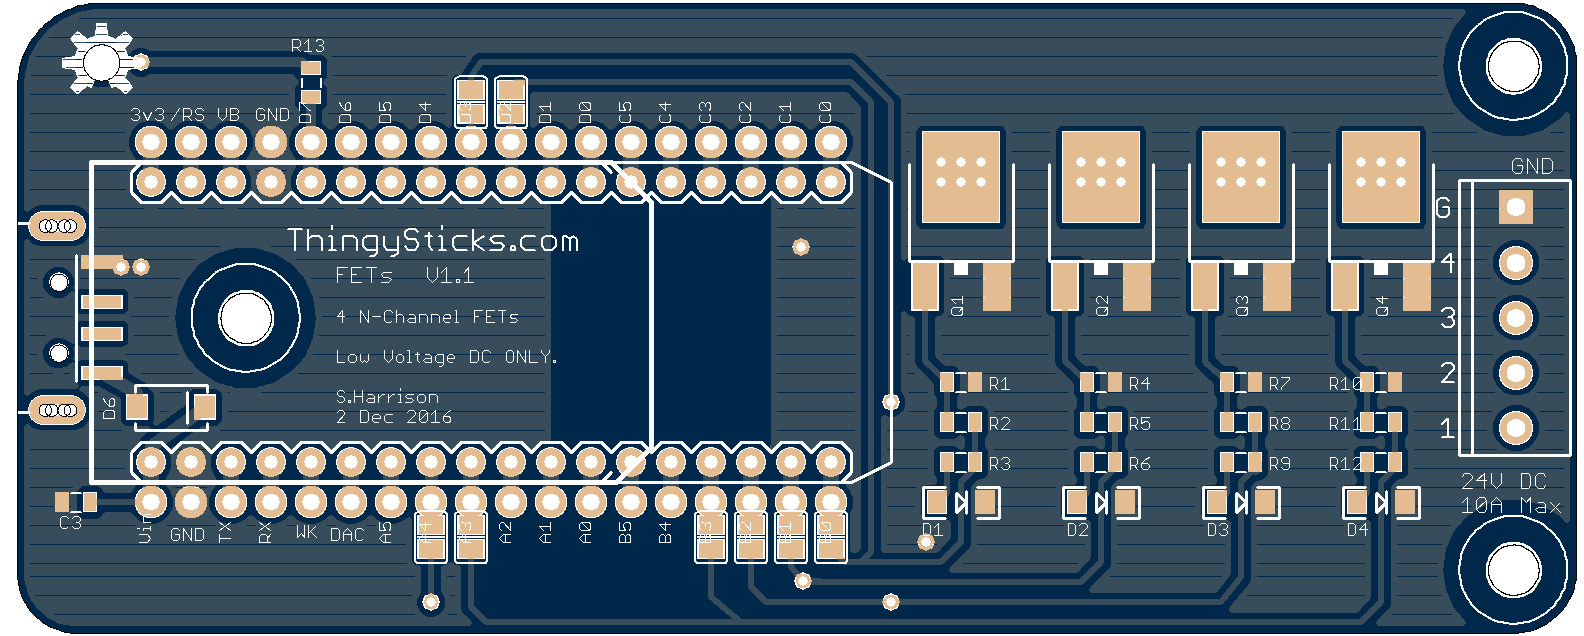 R13
3v3 /RS VB GND D7 D6 D5 D4 D3 D2 D1 D0 C5 C4 C3 C2 C1 C0
GND
G
ThingySticks.com
FETs V1.1
4 N-Channel FETs
Low Voltage DC ONLY.
S.Harrison
2 Dec 2016
D6
4
3
2
1
Q1 Q2 Q3 Q4
R1 R4 R7 R10
R2 R5 R8 R11
R3 R6 R9 R12
24V DC
10A Max
C3
Vin GND TX RX WK DAC A5 A4 A3 A2 A1 A0 B5 B4 B3 B2 B1 B0
D1 D2 D3 D4